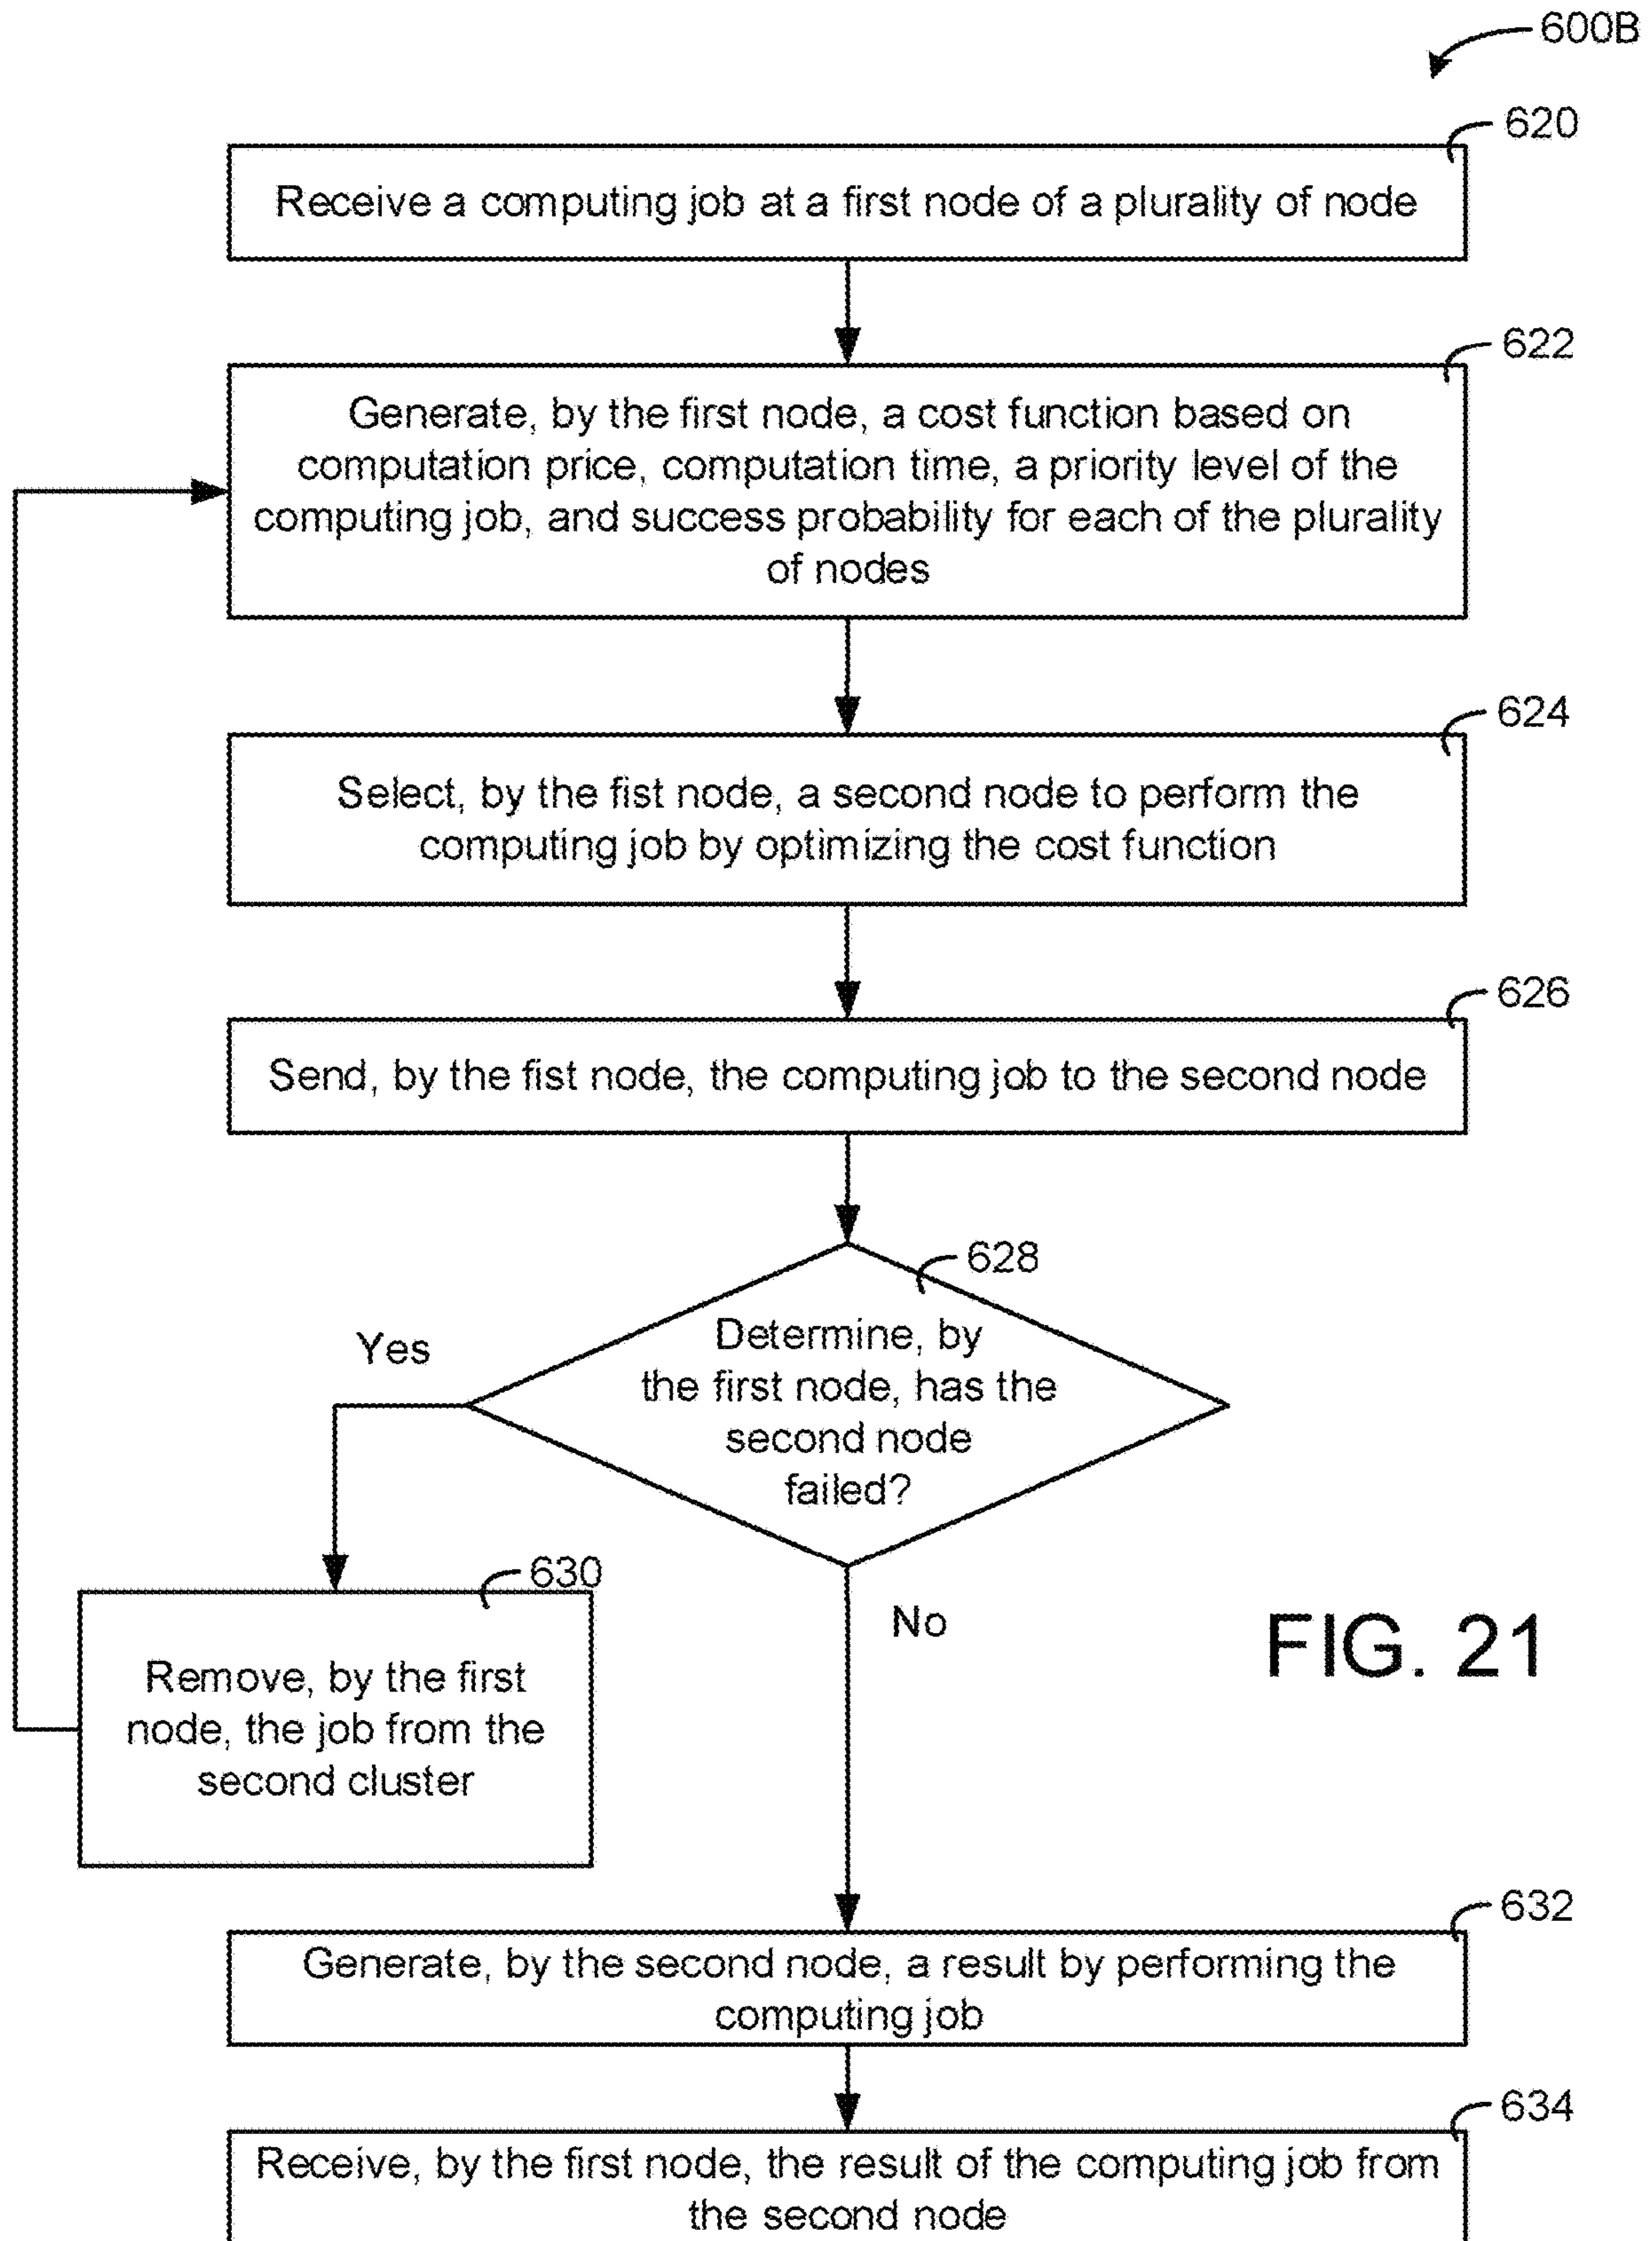 600B
620
Receive a computing job at a first node of a plurality of node
622
Generate, by the first node, a cost function based on
computation price, computation time, a priority level of the
computing job, and success probability for each of the plurality
of nodes
624
Select, by the fist node, a second node to perform the
computing job by optimizing the cost function
626
Send, by the fist node, the computing job to the second node
628
Determine, by
the first node, has the
second node
failed?
Yes
630
Remove, by the first
node, the job from the
second cluster
No
FIG. 21
632
Generate, by the second node, a result by performing the
computing job
634
Receive, by the first node, the result of the computing job from
the second node